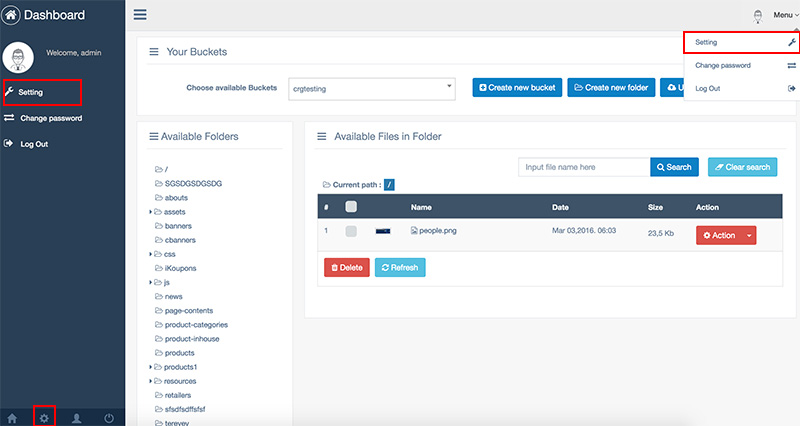 Dashboard
Welcome, admin
Setting
Change password
Log Out
Menu
Setting
Change password
Log Out
Your Buckets
Choose available Buckets
crgtesting
Create new bucket
Create new folder
U
Available Folders
/
SGSDGSDGSDG
abouts
assets
banners
cbanners
css
iKoupons
js
news
page-contents
product-categories
product-inhouse
products
products1
resources
retailers
sfsdfsdffsfsf
terevey
Available Files in Folder
Input file name here
Search
Clear search
Current path : /
# Name Date Size Action
1 people.png Mar 03,2016. 06:03 23,5 Kb Action
Delete
Refresh